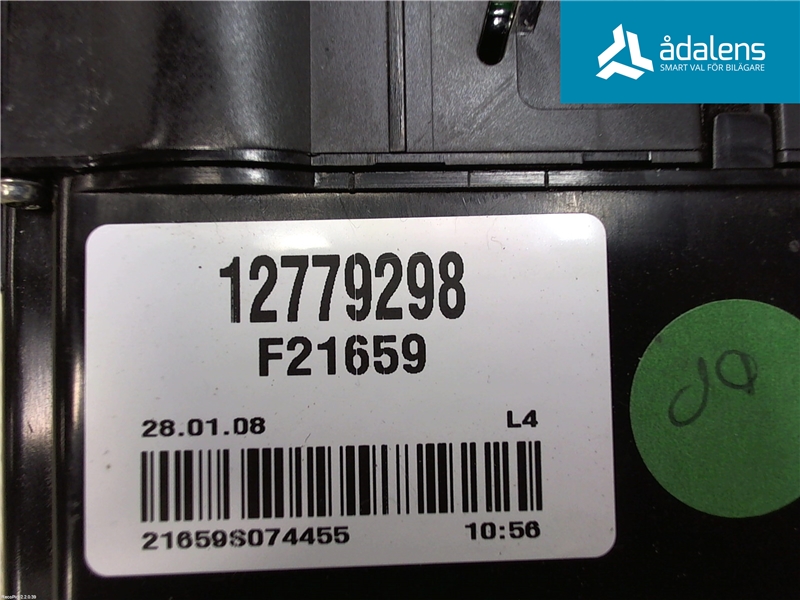 ådalens
SMART VAL FÖR BILÄGARE
12779298
F21659
28.01.08 L4
21659S074455 10:56